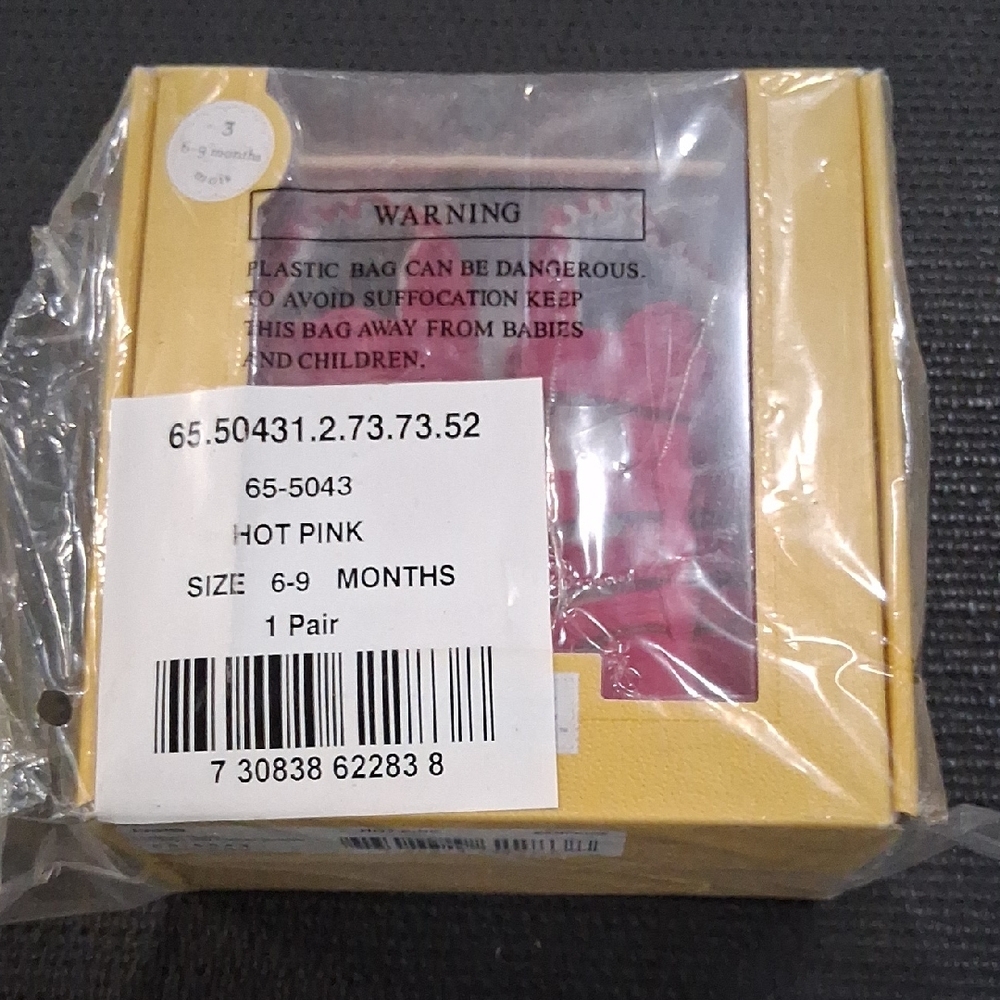 3
6-9 months
WARNING
PLASTIC BAG CAN BE DANGEROUS.
TO AVOID SUFFOCATION KEEP
THIS BAG AWAY FROM BABIES
AND CHILDREN.
65.50431.2.73.73.52
65-5043
HOT PINK
SIZE 6-9 MONTHS
1 Pair
7 30838 62283 8